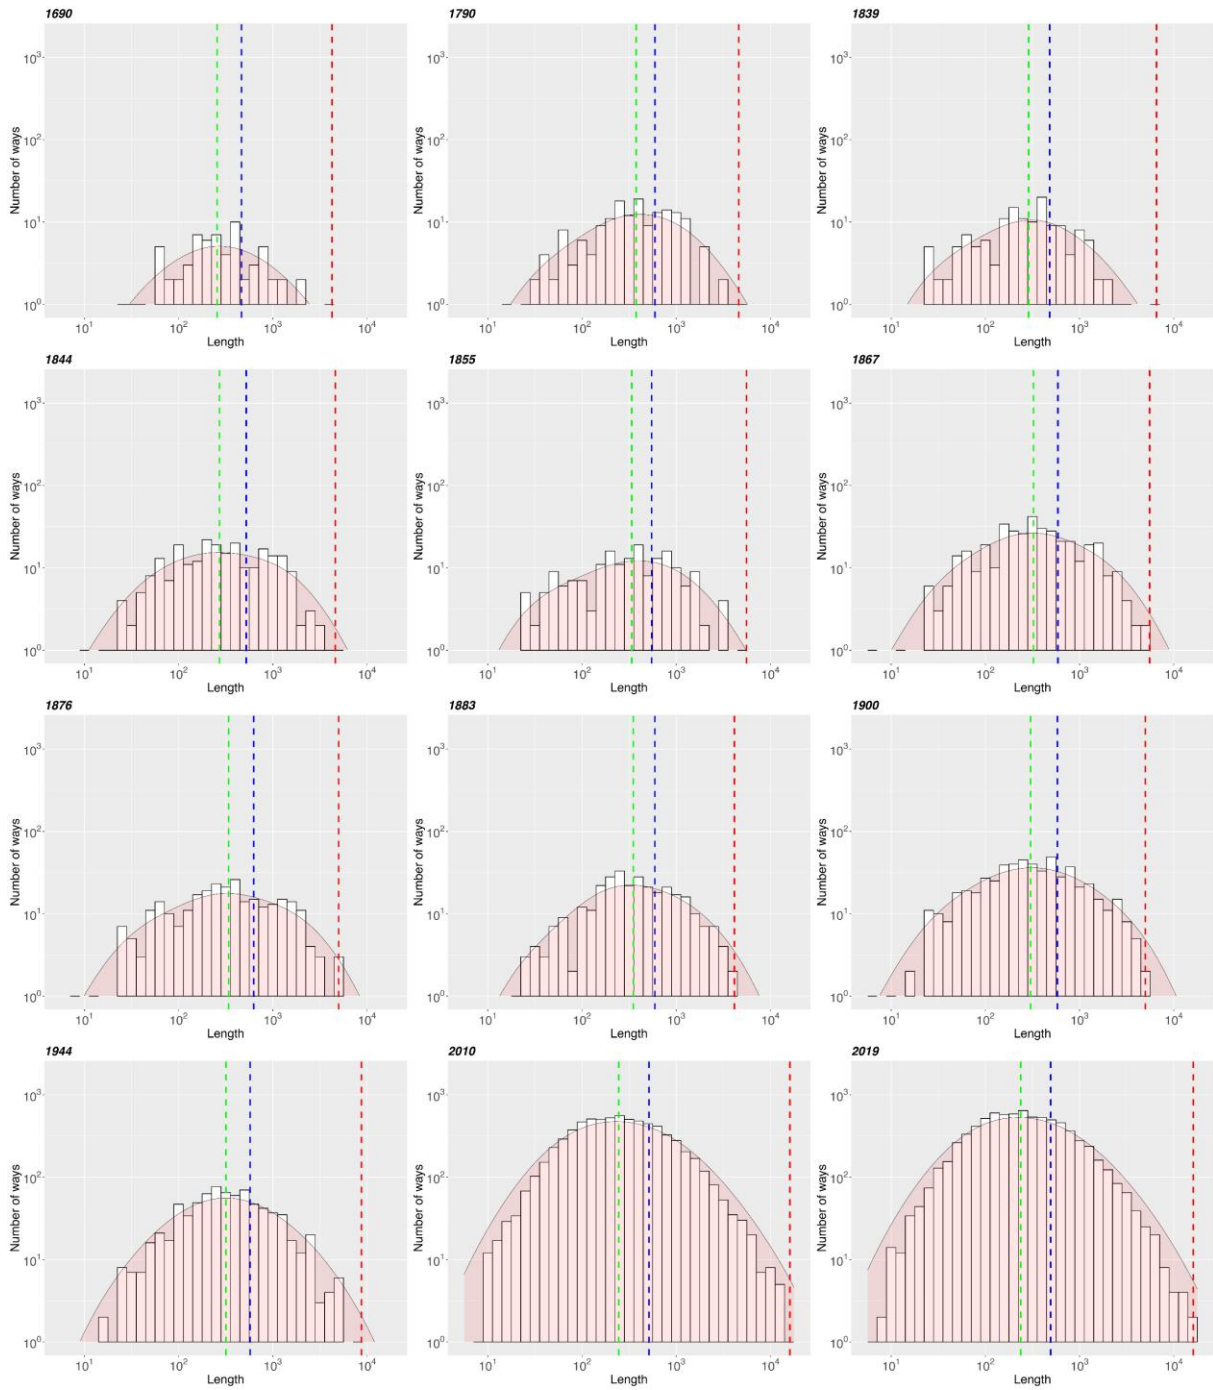 1690 1790 1839
10³ 10³ 10³
10² 10² 10²
10¹ 10¹ 10¹
10⁰ 10⁰ 10⁰
Number of ways Number of ways Number of ways
10¹ 10² 10³ 10⁴ 10¹ 10² 10³ 10⁴ 10¹ 10² 10³ 10⁴
Length Length Length
1844 1855 1867
10³ 10³ 10³
10² 10² 10²
10¹ 10¹ 10¹
10⁰ 10⁰ 10⁰
Number of ways Number of ways Number of ways
10¹ 10² 10³ 10⁴ 10¹ 10² 10³ 10⁴ 10¹ 10² 10³ 10⁴
Length Length Length
1876 1883 1900
10³ 10³ 10³
10² 10² 10²
10¹ 10¹ 10¹
10⁰ 10⁰ 10⁰
Number of ways Number of ways Number of ways
10¹ 10² 10³ 10⁴ 10¹ 10² 10³ 10⁴ 10¹ 10² 10³ 10⁴
Length Length Length
1944 2010 2019
10³ 10³ 10³
10² 10² 10²
10¹ 10¹ 10¹
10⁰ 10⁰ 10⁰
Number of ways Number of ways Number of ways
10¹ 10² 10³ 10⁴ 10¹ 10² 10³ 10⁴ 10¹ 10² 10³ 10⁴
Length Length Length